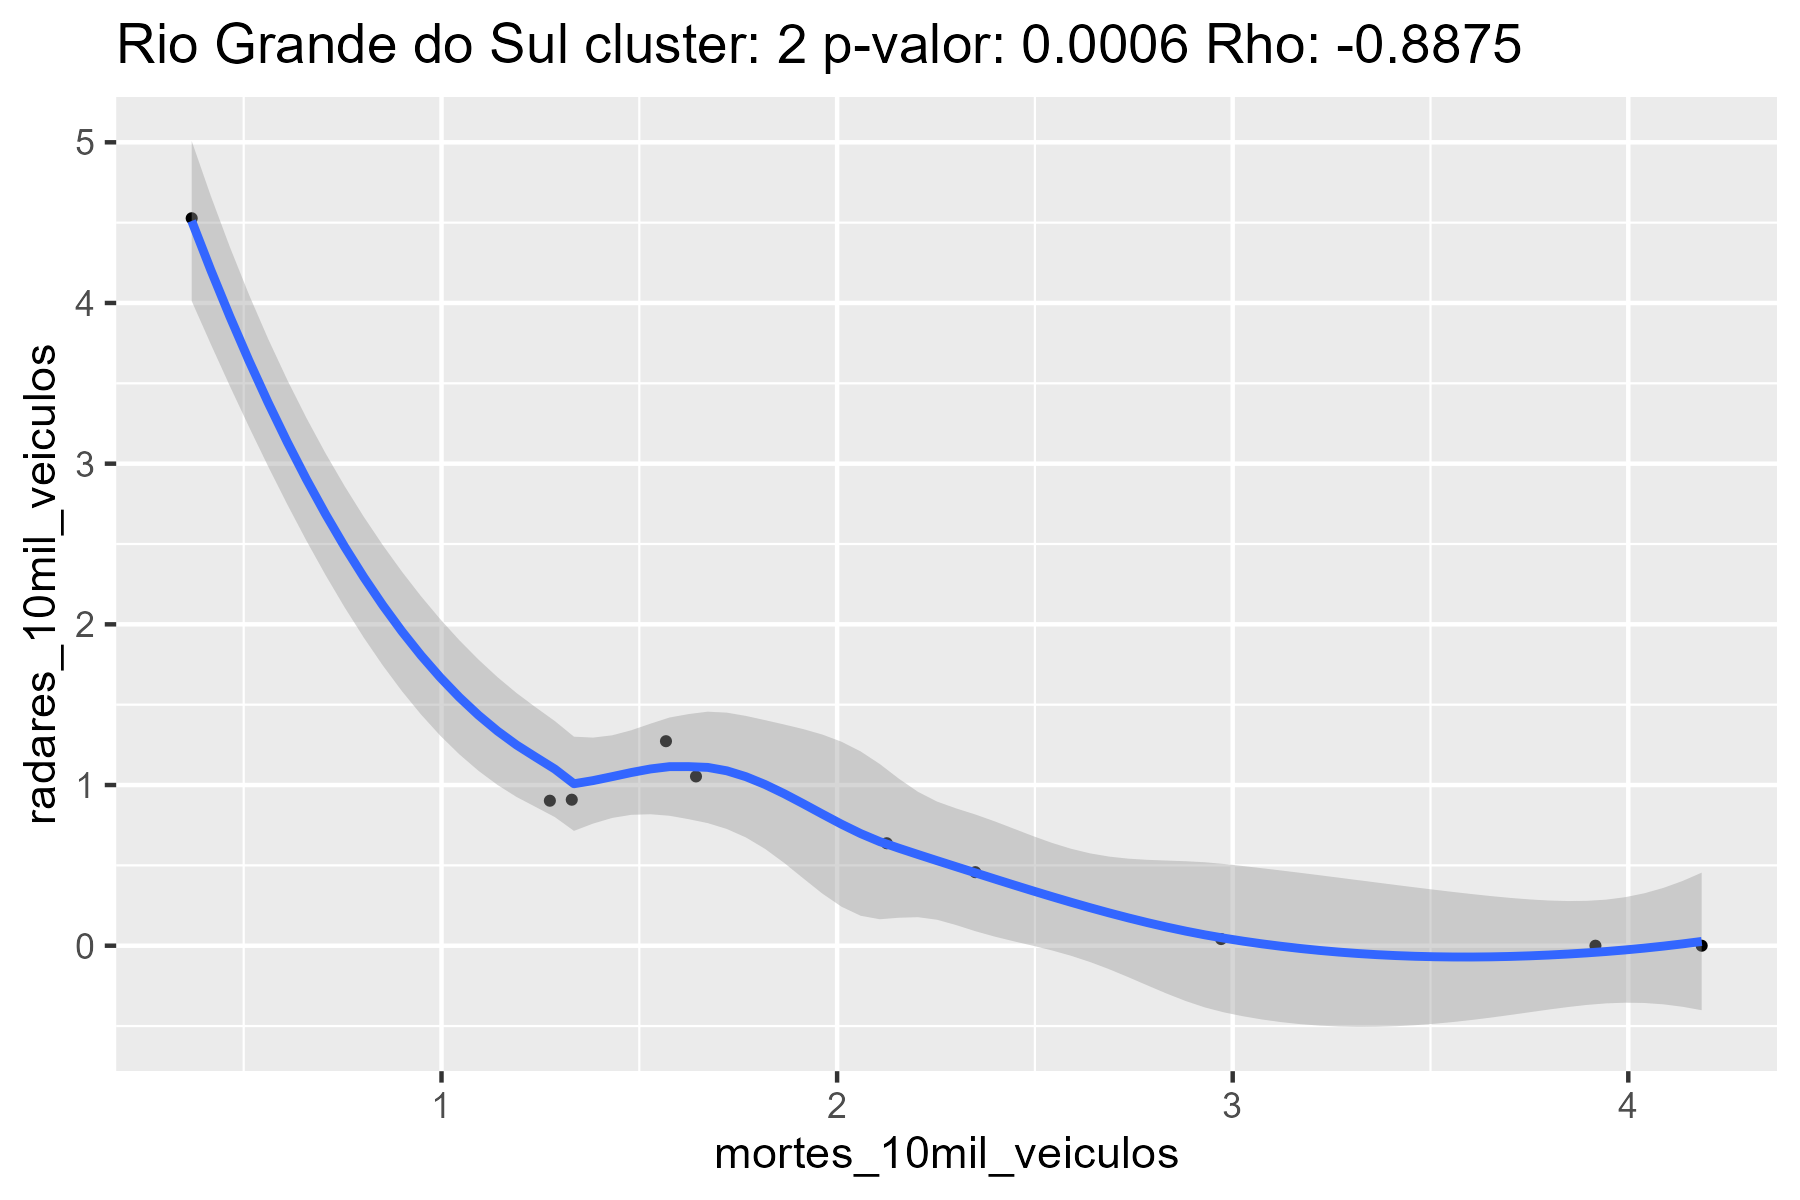 Rio Grande do Sul cluster: 2 p-valor: 0.0006 Rho: -0.8875
5
4
3
2
1
0
radares_10mil_veiculos
1 2 3 4
mortes_10mil_veiculos